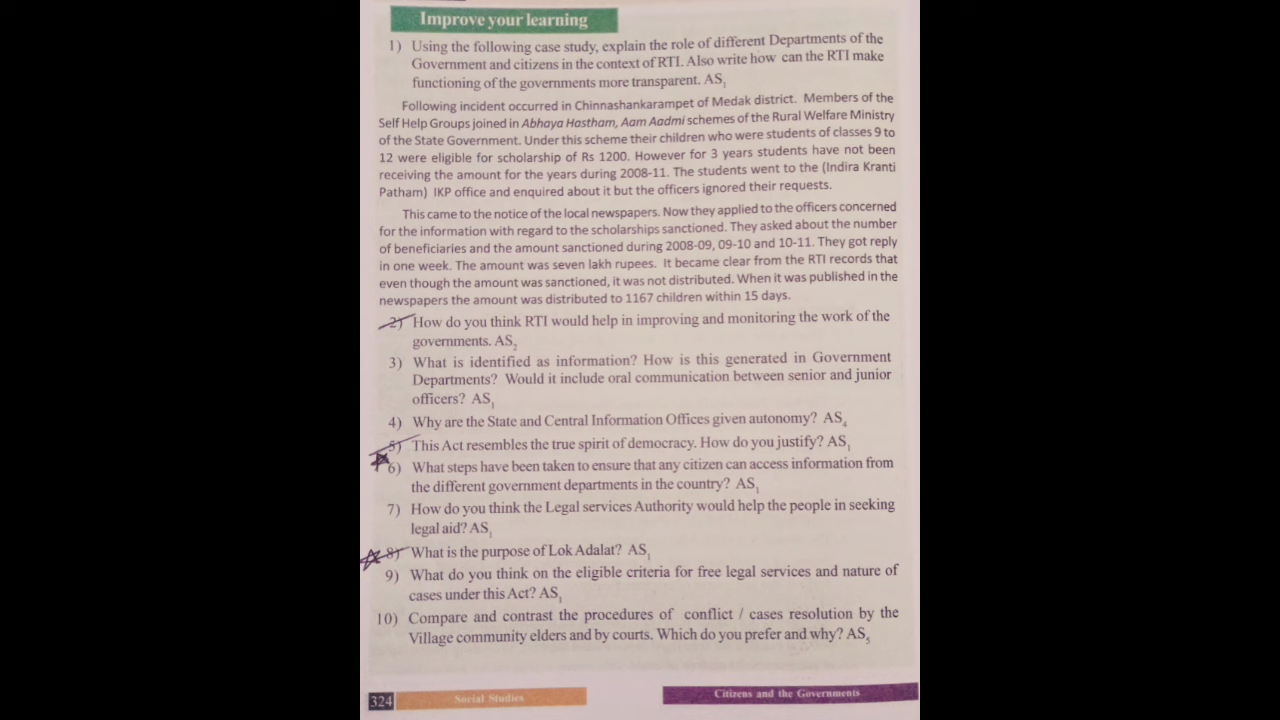 Improve your learning
1) Using the following case study, explain the role of different Departments of the
Government and citizens in the context of RTI. Also write how can the RTI make
functioning of the governments more transparent. AS1
Following incident occurred in Chinnashankarampet of Medak district. Members of the
Self Help Groups joined in Abhaya Hastham, Aam Aadmi schemes of the Rural Welfare Ministry
of the State Government. Under this scheme their children who were students of classes 9 to
12 were eligible for scholarship of Rs 1200. However for 3 years students have not been
receiving the amount for the years during 2008-11. The students went to the (Indira Kranti
Patham) IKP office and enquired about it but the officers ignored their requests.
This came to the notice of the local newspapers. Now they applied to the officers concerned
for the information with regard to the scholarships sanctioned. They asked about the number
of beneficiaries and the amount sanctioned during 2008-09, 09-10 and 10-11. They got reply
in one week. The amount was seven lakh rupees. It became clear from the RTI records that
even though the amount was sanctioned, it was not distributed. When it was published in the
newspapers the amount was distributed to 1167 children within 15 days.
2) How do you think RTI would help in improving and monitoring the work of the
governments. AS2
3) What is identified as information? How is this generated in Government
Departments? Would it include oral communication between senior and junior
officers? AS1
4) Why are the State and Central Information Offices given autonomy? AS4
5) This Act resembles the true spirit of democracy. How do you justify? AS1
6) What steps have been taken to ensure that any citizen can access information from
the different government departments in the country? AS1
7) How do you think the Legal services Authority would help the people in seeking
legal aid? AS1
8) What is the purpose of Lok Adalat? AS1
9) What do you think on the eligible criteria for free legal services and nature of
cases under this Act? AS1
10) Compare and contrast the procedures of conflict / cases resolution by the
Village community elders and by courts. Which do you prefer and why? AS5
324 Social Studies Citizens and the Governments